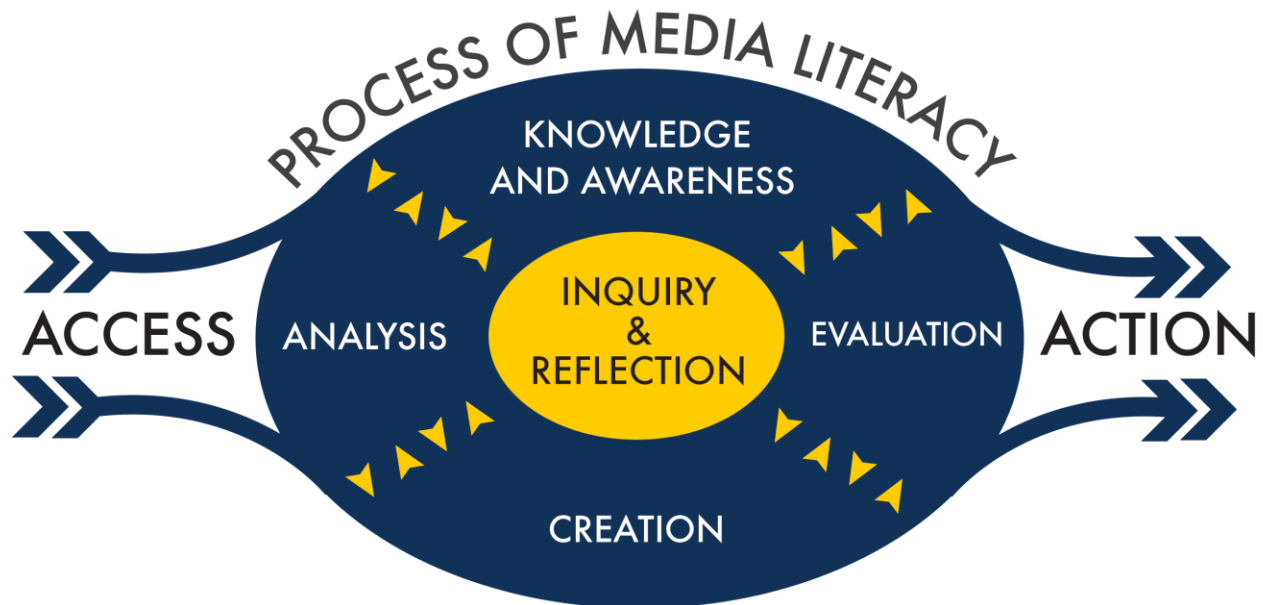 PROCESS OF MEDIA LITERACY
KNOWLEDGE
AND AWARENESS
ACCESS
ANALYSIS
INQUIRY
&
REFLECTION
EVALUATION
ACTION
CREATION